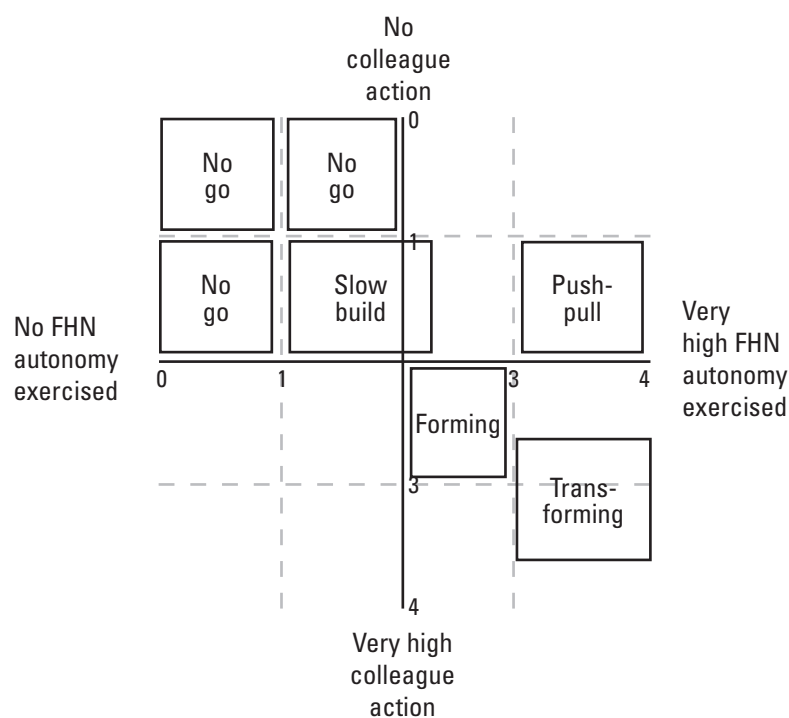 No
colleague
action
0
No
go
No
go
1
No
go
Slow
build
Push-
pull
No FHN
autonomy
exercised
Very
high FHN
autonomy
exercised
0
1
3
4
Forming
3
Trans-
forming
4
Very high
colleague
action